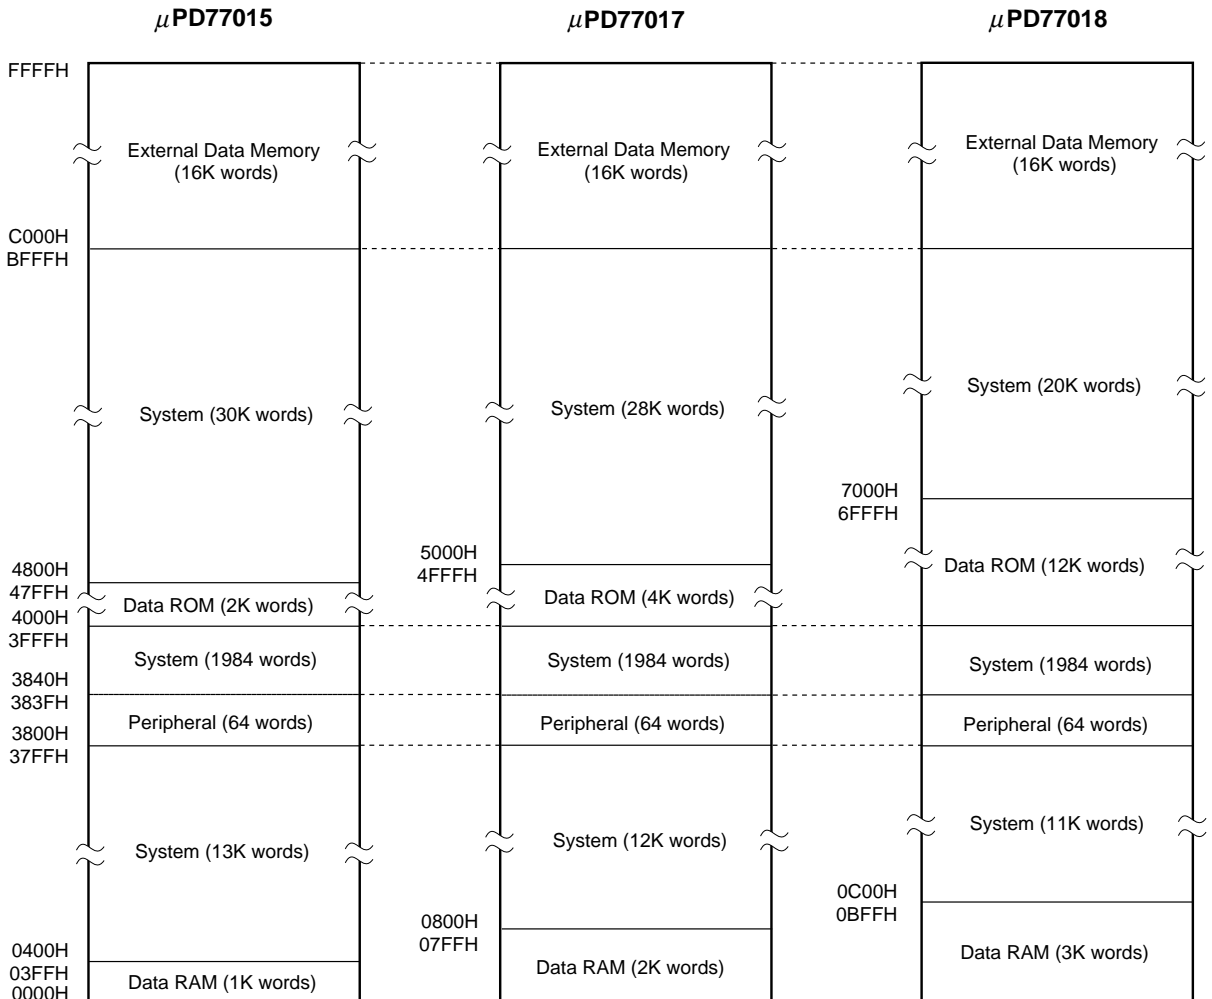 μPD77015
μPD77017
μPD77018
FFFFH
External Data Memory
(16K words)
External Data Memory
(16K words)
External Data Memory
(16K words)
C000H
BFFFH
System (30K words)
System (28K words)
System (20K words)
7000H
6FFFH
5000H
4FFFH
4800H
47FFH
Data ROM (2K words)
Data ROM (4K words)
Data ROM (12K words)
4000H
3FFFH
System (1984 words)
System (1984 words)
System (1984 words)
3840H
383FH
Peripheral (64 words)
Peripheral (64 words)
Peripheral (64 words)
3800H
37FFH
System (13K words)
System (12K words)
System (11K words)
0C00H
0BFFH
0800H
07FFH
0400H
03FFH
0000H
Data RAM (1K words)
Data RAM (2K words)
Data RAM (3K words)